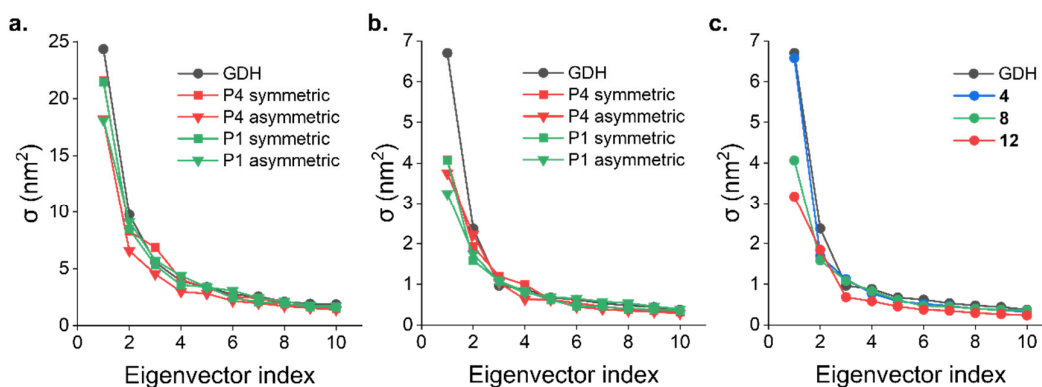 a.
σ (nm²)
25
20
15
10
5
0
GDH
P4 symmetric
P4 asymmetric
P1 symmetric
P1 asymmetric
0 2 4 6 8 10
Eigenvector index
b.
σ (nm²)
7
6
5
4
3
2
1
0
GDH
P4 symmetric
P4 asymmetric
P1 symmetric
P1 asymmetric
0 2 4 6 8 10
Eigenvector index
c.
σ (nm²)
7
6
5
4
3
2
1
0
GDH
4
8
12
0 2 4 6 8 10
Eigenvector index